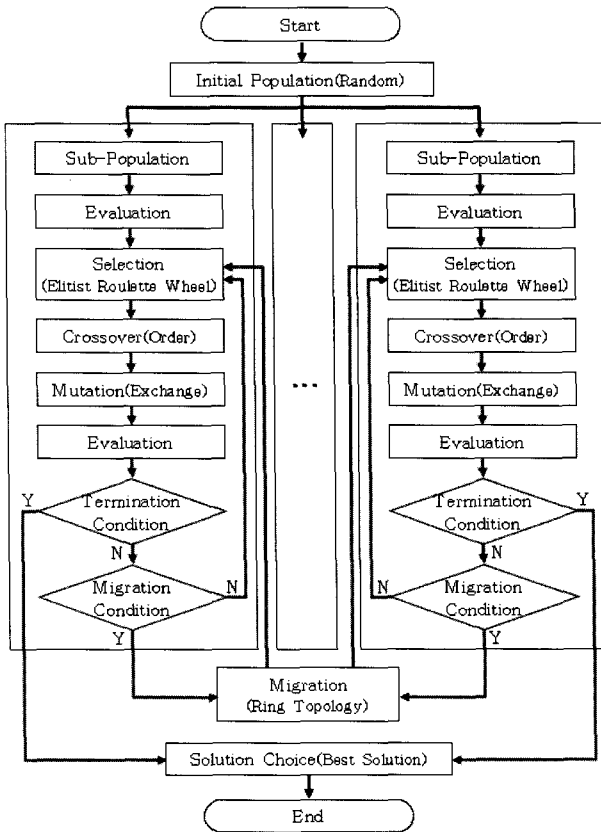 Start
Initial Population(Random)
Sub-Population
Evaluation
Selection
(Elitist Roulette Wheel)
Crossover(Order)
Mutation(Exchange)
Evaluation
Y
Termination
Condition
N
Migration
Condition
N
Y
...
Sub-Population
Evaluation
Selection
(Elitist Roulette Wheel)
Crossover(Order)
Mutation(Exchange)
Evaluation
Termination
Condition
Y
N
N
Migration
Condition
Y
Migration
(Ring Topology)
Solution Choice(Best Solution)
End